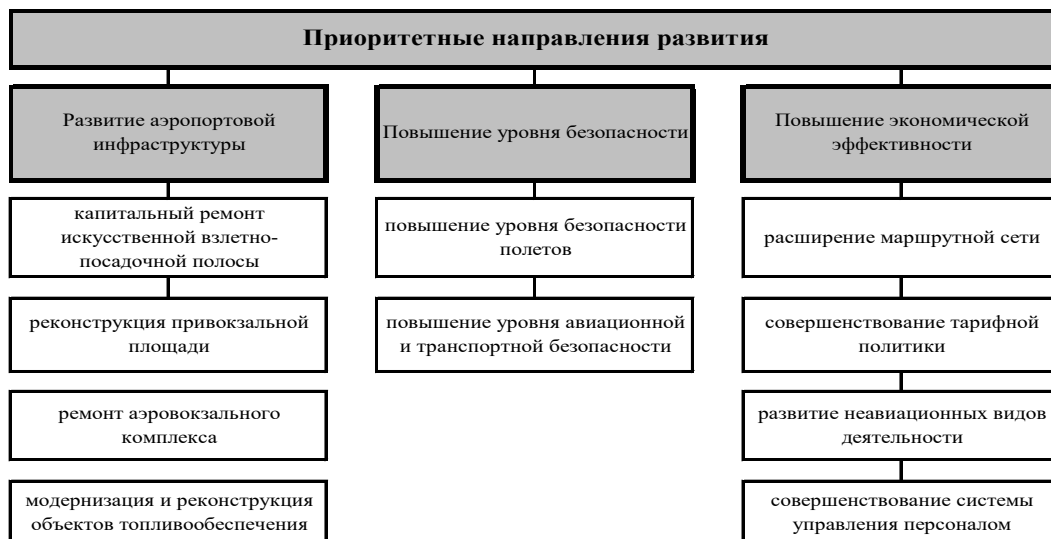 Приоритетные направления развития
Развитие аэропортовой
инфраструктуры
капитальный ремонт
искусственной взлетно-
посадочной полосы
реконструкция привокзальной
площади
ремонт аэровокзального
комплекса
модернизация и реконструкция
объектов топливообеспечения
Повышение уровня безопасности
повышение уровня безопасности
полетов
повышение уровня авиационной
и транспортной безопасности
Повышение экономической
эффективности
расширение маршрутной сети
совершенствование тарифной
политики
развитие неавиационных видов
деятельности
совершенствование системы
управления персоналом